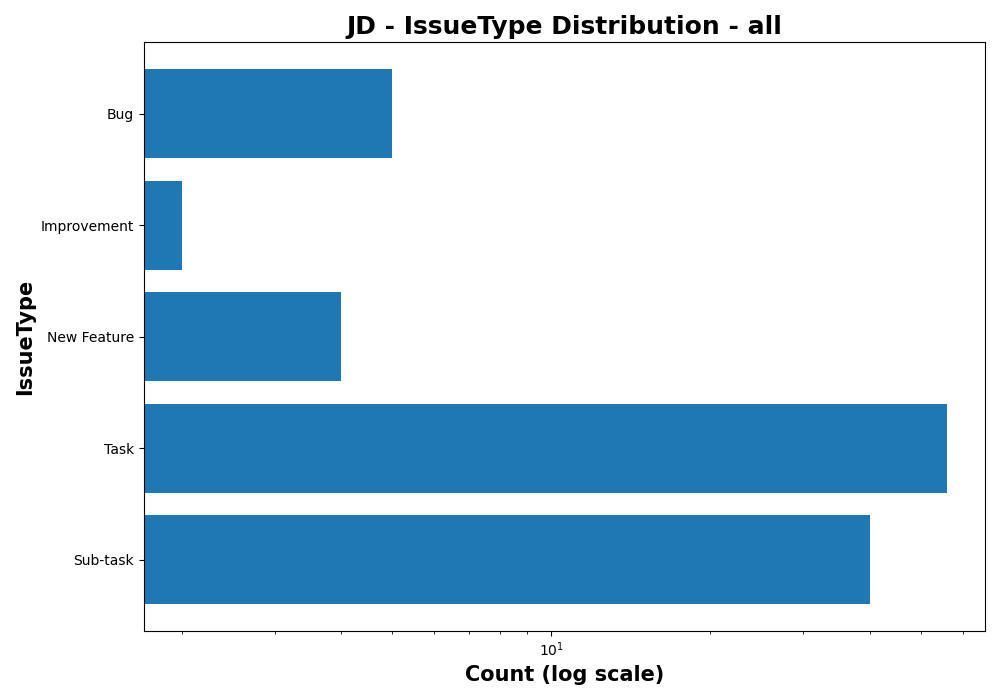 JD - IssueType Distribution - all
IssueType
Bug
Improvement
New Feature
Task
Sub-task
10¹
Count (log scale)